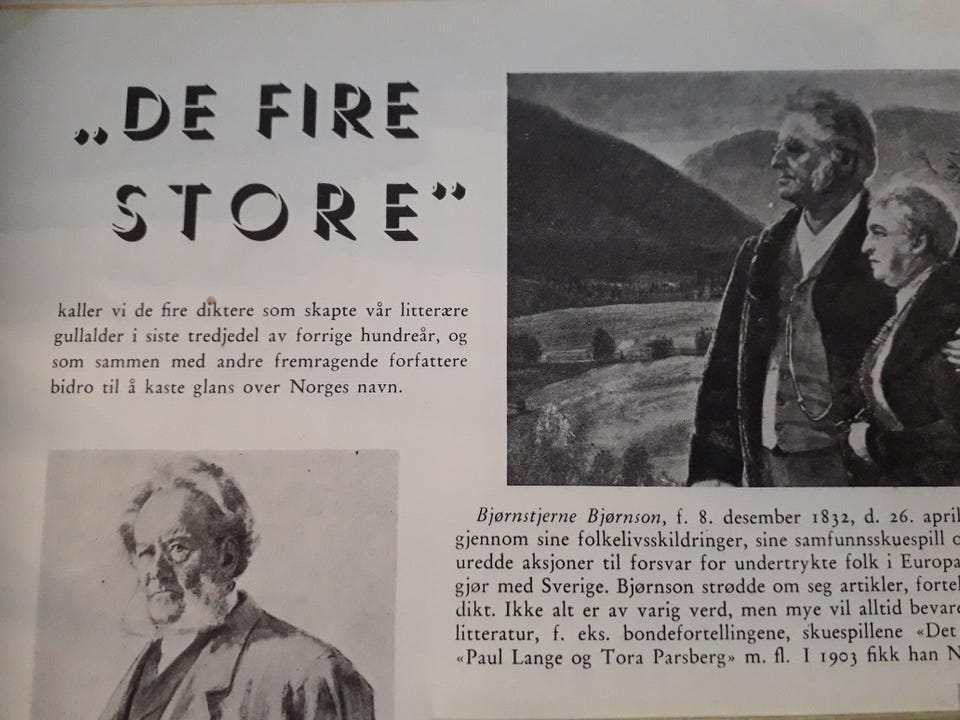 „DE FIRE
STORE”
kaller vi de fire diktere som skapte vår litterære
gullalder i siste tredjedel av forrige hundreår, og
som sammen med andre fremragende forfattere
bidro til å kaste glans over Norges navn.
Bjørnstjerne Bjørnson, f. 8. desember 1832, d. 26. april
gjennom sine folkelivsskildringer, sine samfunnsskuespill
uredde aksjoner til forsvar for undertrykte folk i Europa
gjør med Sverige. Bjørnson strødde om seg artikler,
dikt. Ikke alt er av varig verd, men mye vil alltid
litteratur, f. eks. bondefortellingene, skuespillene «Det
«Paul Lange og Tora Parsberg» m. fl. I 1903 fikk han